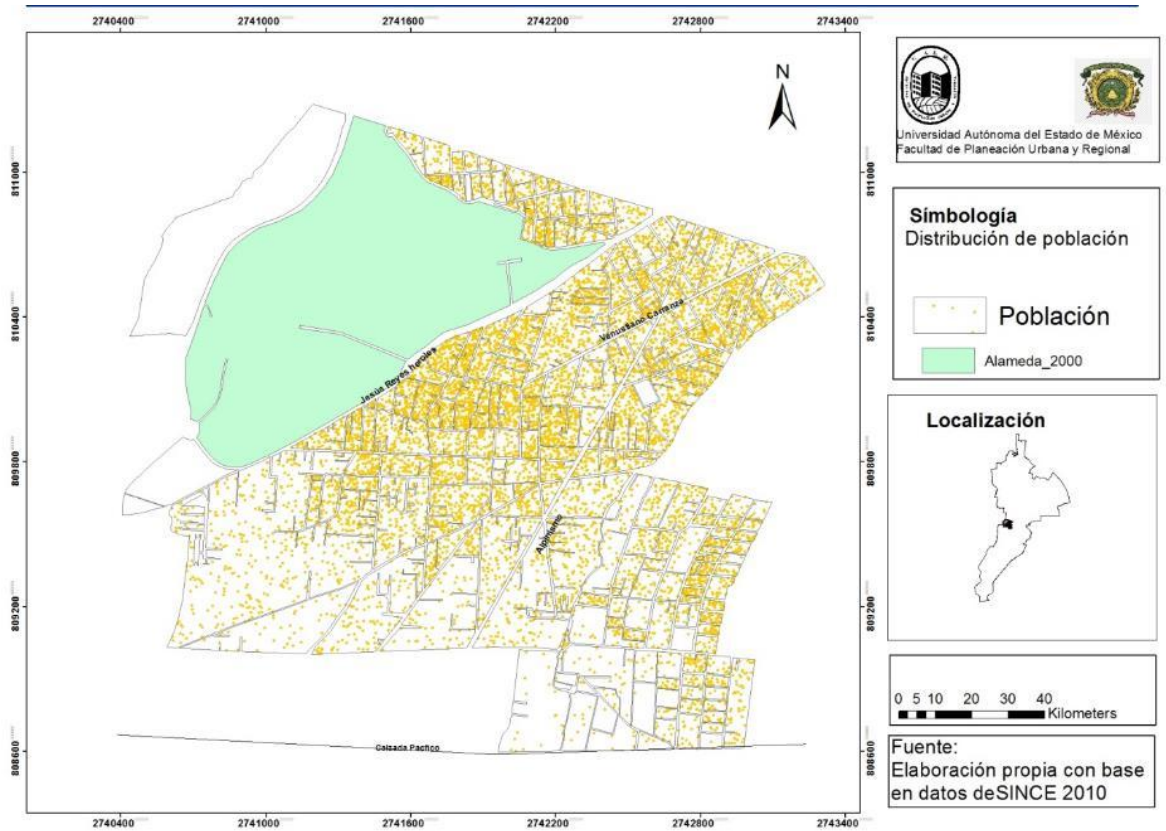 2740400 2741000 2741600 2742200 2742800 2743400
811000
810400
809800
809200
808600
811000
810400
809800
809200
808600
N
Jesús Reyes heroles
Venustiano Carranza
Alpinismo
Calzada Pacifico
2740400 2741000 2741600 2742200 2742800 2743400
Universidad Autónoma del Estado de México
Facultad de Planeación Urbana y Regional
Símbología
Distribución de población
Población
Alameda_2000
Localización
0 5 10 20 30 40
Kilometers
Fuente:
Elaboración propia con base
en datos deSINCE 2010